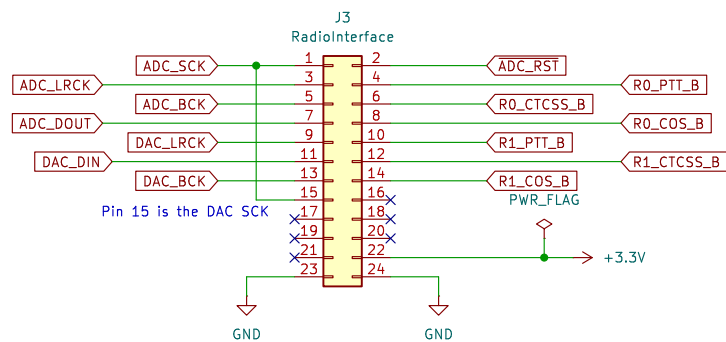 J3
RadioInterface
ADC_SCK 1 2 ADC_RST
ADC_LRCK 3 4 R0_PTT_B
ADC_BCK 5 6 R0_CTCSS_B
ADC_DOUT 7 8 R0_COS_B
DAC_LRCK 9 10 R1_PTT_B
DAC_DIN 11 12 R1_CTCSS_B
DAC_BCK 13 14 R1_COS_B
15 16 PWR_FLAG
Pin 15 is the DAC SCK 17 18
19 20
21 22 +3.3V
23 24
GND GND